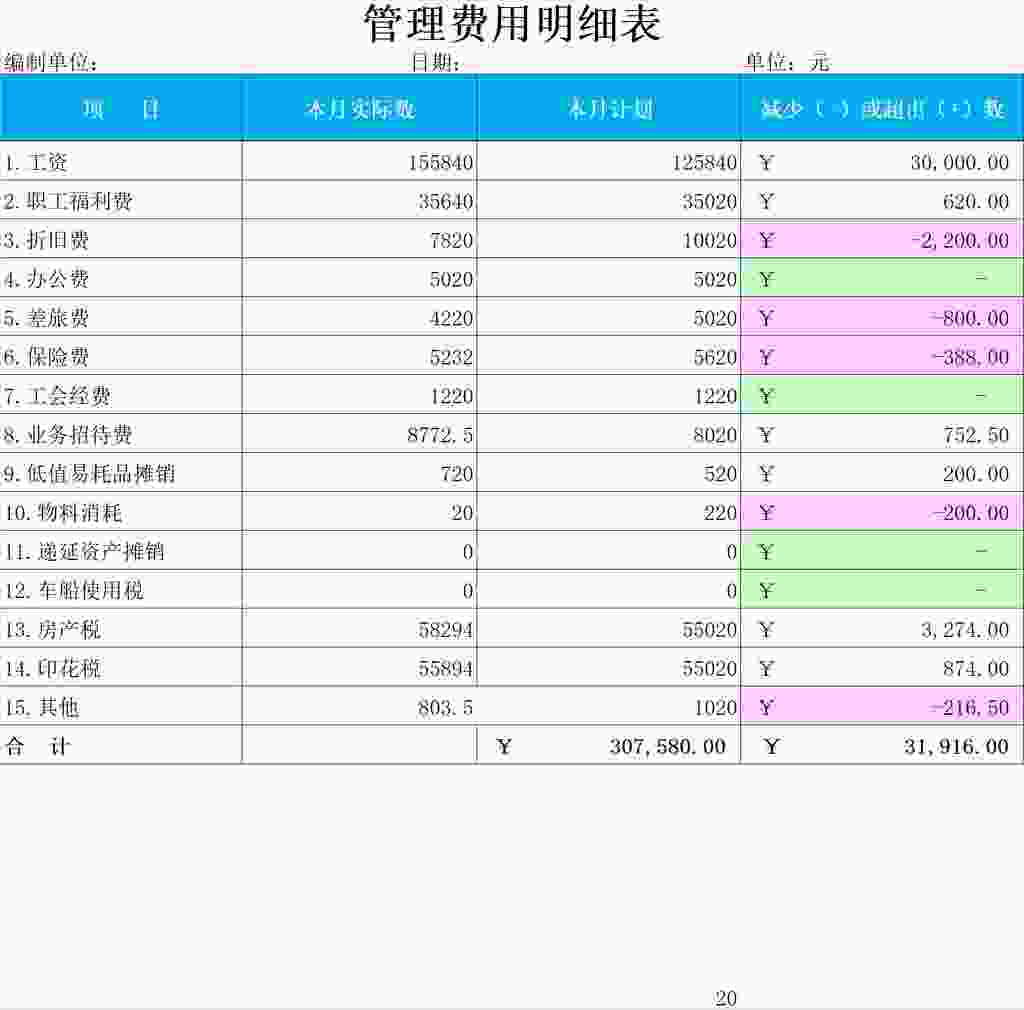 管理费用明细表
编制单位: 日期: 单位: 元
项 目 本月实际数 本月计划 减少（-）或超出（+）数
1.工资 155840 125840 ¥ 30,000.00
2.职工福利费 35640 35020 ¥ 620.00
3.折旧费 7820 10020 ¥ -2,200.00
4.办公费 5020 5020 ¥ -
5.差旅费 4220 5020 ¥ -800.00
6.保险费 5232 5620 ¥ -388.00
7.工会经费 1220 1220 ¥ -
8.业务招待费 8772.5 8020 ¥ 752.50
9.低值易耗品摊销 720 520 ¥ 200.00
10.物料消耗 20 220 ¥ -200.00
11.递延资产摊销 0 0 ¥ -
12.车船使用税 0 0 ¥ -
13.房产税 58294 55020 ¥ 3,274.00
14.印花税 55894 55020 ¥ 874.00
15.其他 803.5 1020 ¥ -216.50
合 计 ¥ 307,580.00 ¥ 31,916.00
20